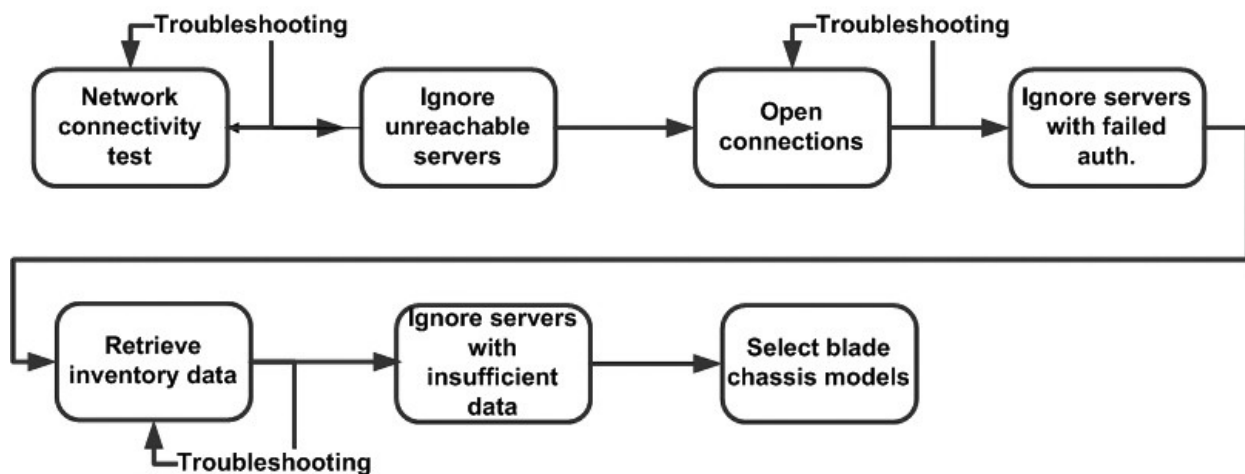 Troubleshooting
Network
connectivity
test
Ignore
unreachable
servers
Troubleshooting
Open
connections
Ignore servers
with failed
auth.
Retrieve
inventory data
Troubleshooting
Ignore servers
with
insufficient
data
Select blade
chassis models